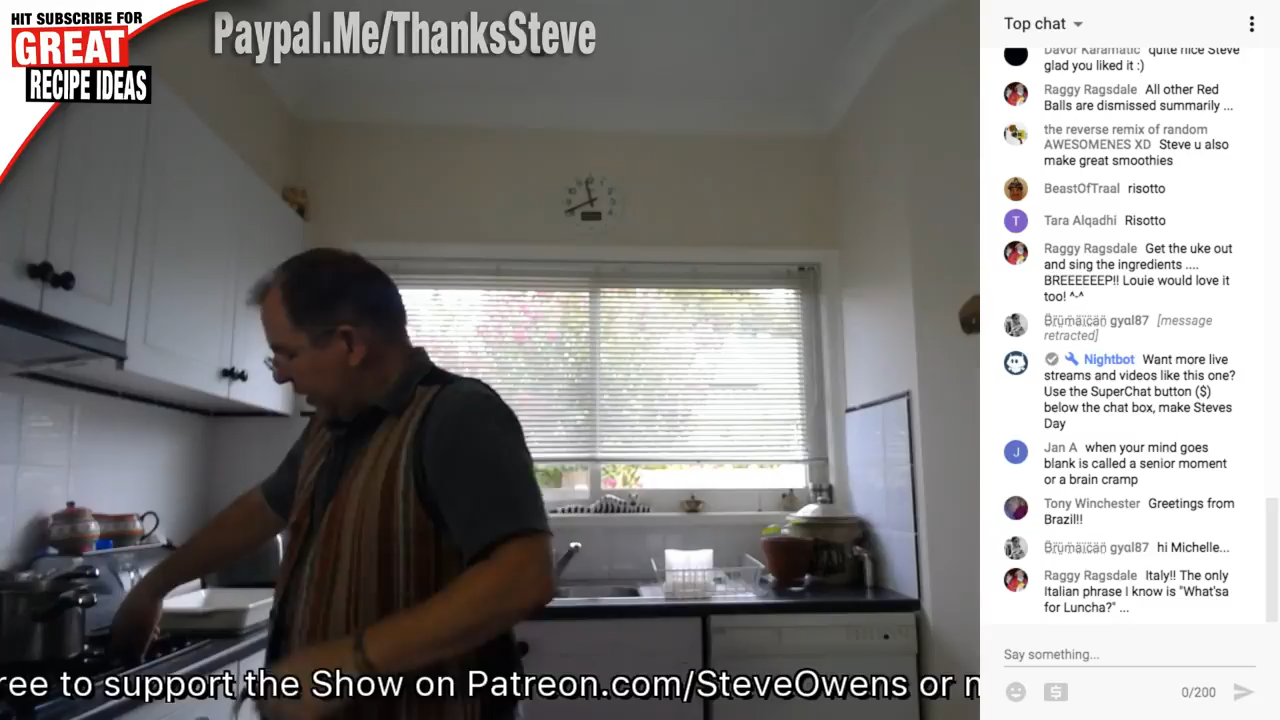 HIT SUBSCRIBE FOR
GREAT
RECIPE IDEAS
Paypal.Me/ThanksSteve
ree to support the Show on Patreon.com/SteveOwens or
Top chat
Davor Karamatic quite nice Steve
glad you liked it :)
Raggy Ragsdale All other Red
Balls are dismissed summarily ...
the reverse remix of random
AWESOMENES XD Steve u also
make great smoothies
BeastOfTraal risotto
T
Tara Alqadhi Risotto
Raggy Ragsdale Get the uke out
and sing the ingredients ....
BREEEEEEP!! Louie would love it
too! ^-^
gyal87 [message
retracted]
Nightbot Want more live
streams and videos like this one?
Use the SuperChat button ($)
below the chat box, make Steves
Day
J
Jan A when your mind goes
blank is called a senior moment
or a brain cramp
Tony Winchester Greetings from
Brazil!!
gyal87 hi Michelle...
Raggy Ragsdale Italy!! The only
Italian phrase I know is "What'sa
for Luncha?" ...
Say something...
0/200